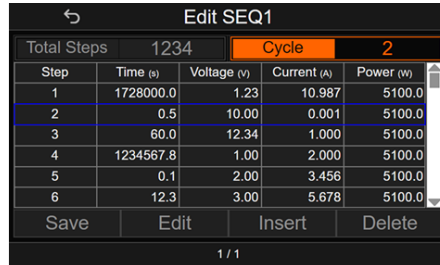 Edit SEQ1
Total Steps 1234 Cycle 2
Step Time (s) Voltage (V) Current (A) Power (W)
1 1728000.0 1.23 10.987 5100.0
2 0.5 10.00 0.001 5100.0
3 60.0 12.34 1.000 5100.0
4 1234567.8 1.00 2.000 5100.0
5 0.1 2.00 3.456 5100.0
6 12.3 3.00 5.678 5100.0
Save Edit Insert Delete
1 / 1